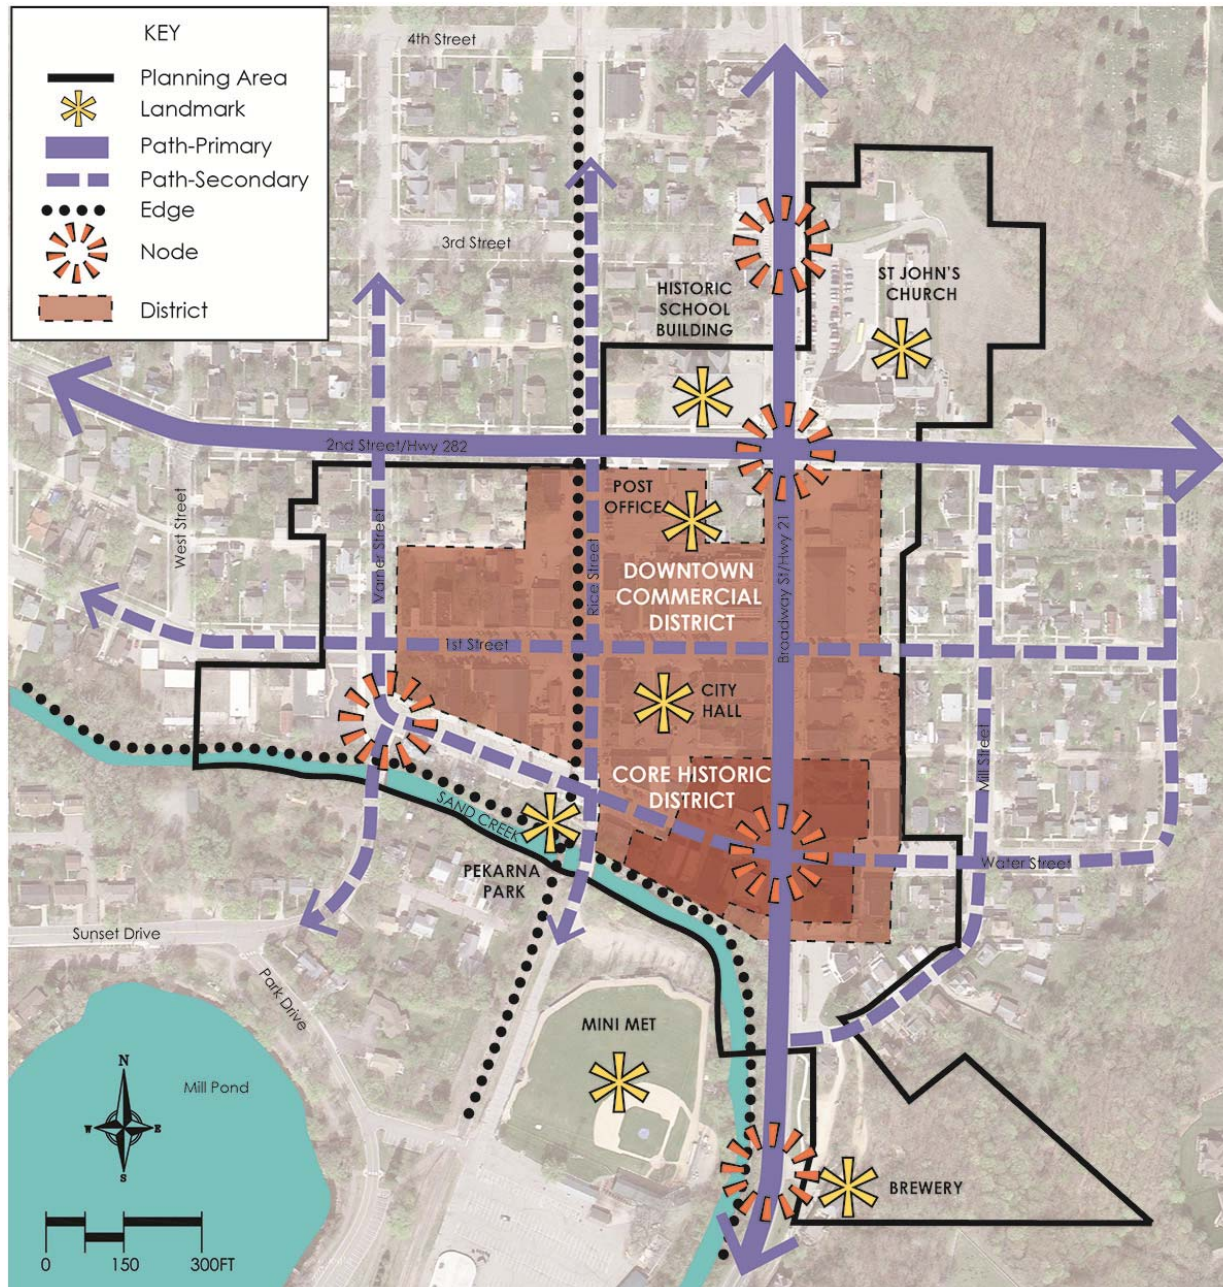 KEY
Planning Area
Landmark
Path-Primary
Path-Secondary
Edge
Node
District
4th Street
3rd Street
HISTORIC
SCHOOL
BUILDING
ST JOHN'S
CHURCH
2nd Street/Hwy 282
West Street
Varner Street
Rice Street
POST
OFFICE
Broadway St/Hwy 21
DOWNTOWN
COMMERCIAL
DISTRICT
1st Street
CITY
HALL
Mill Street
CORE HISTORIC
DISTRICT
SAND CREEK
Water Street
PEKARNA
PARK
Sunset Drive
Park Drive
MINI MET
Mill Pond
N
W E
S
BREWERY
0 150 300FT